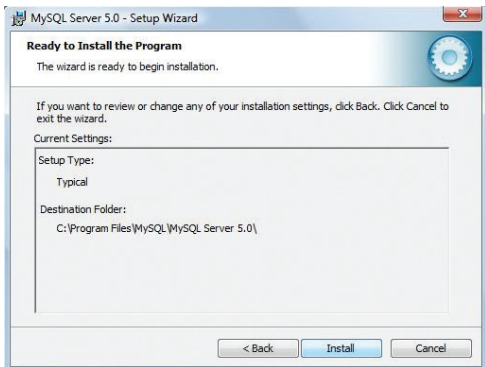 MySQL Server 5.0 - Setup Wizard
Ready to Install the Program
The wizard is ready to begin installation.
If you want to review or change any of your installation settings, click Back. Click Cancel to
exit the wizard.
Current Settings:
Setup Type:
Typical
Destination Folder:
C:\Program Files\MySQL\MySQL Server 5.0\
< Back
Install
Cancel